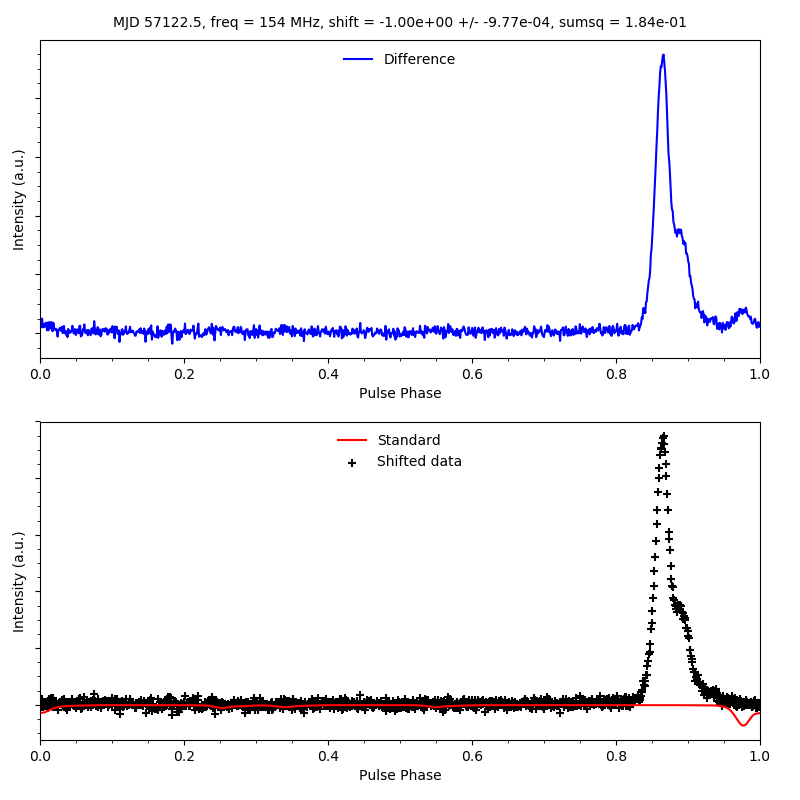 MJD 57122.5, freq = 154 MHz, shift = -1.00e+00 +/- -9.77e-04, sumsq = 1.84e-01
Difference
Intensity (a.u.)
0.0 0.2 0.4 0.6 0.8 1.0
Pulse Phase
Standard
Shifted data
Intensity (a.u.)
0.0 0.2 0.4 0.6 0.8 1.0
Pulse Phase